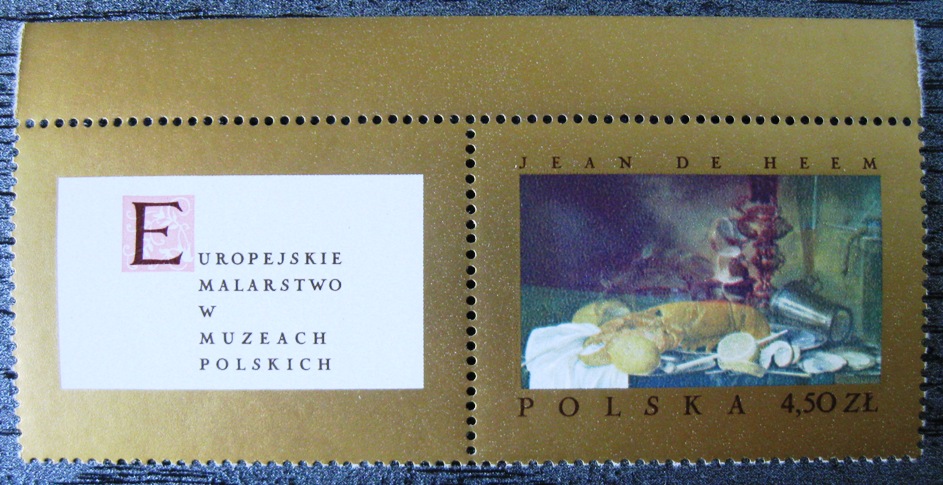 EUROPEJSKIE
MALARSTWO
W
MUZEACH
POLSKICH
JEAN DE HEEM
POLSKA 4,50 ZŁ